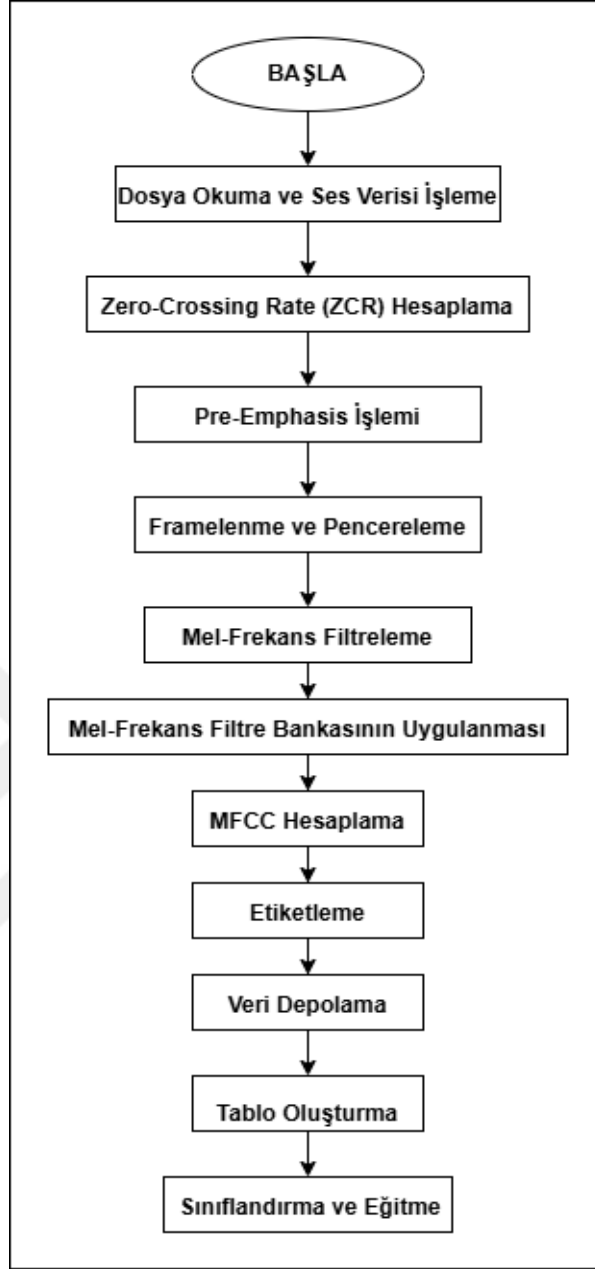 BAŞLA
Dosya Okuma ve Ses Verisi İşleme
Zero-Crossing Rate (ZCR) Hesaplama
Pre-Emphasis İşlemi
Framelenme ve Pencereleme
Mel-Frekans Filtreleme
Mel-Frekans Filtre Bankasının Uygulanması
MFCC Hesaplama
Etiketleme
Veri Depolama
Tablo Oluşturma
Sınıflandırma ve Eğitme